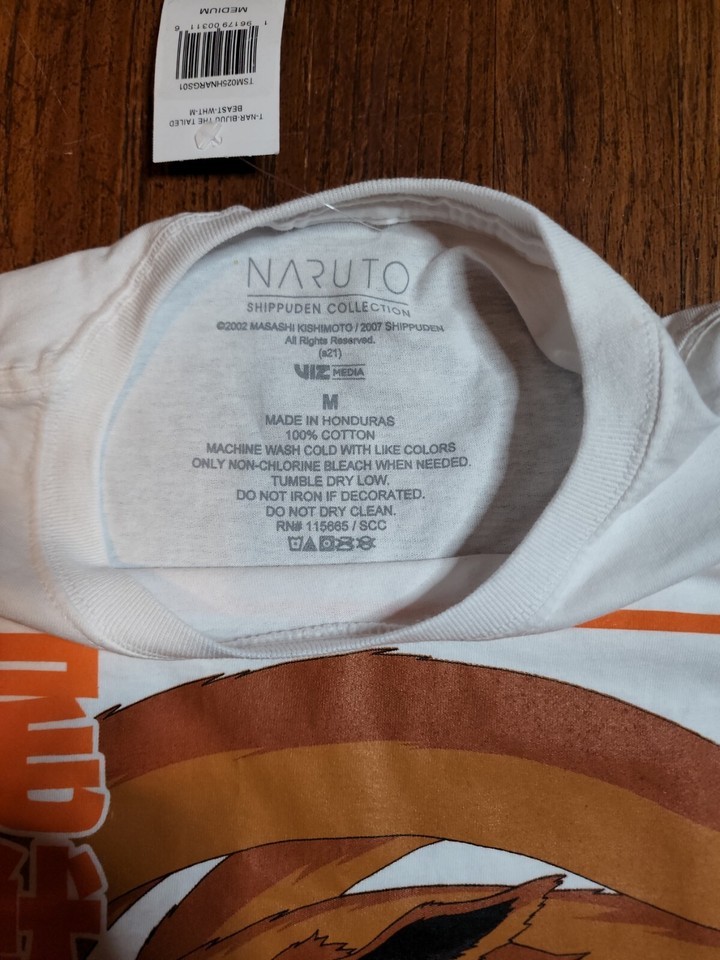 T-NAR-BIJUU THE TAILED
BEAST-WHT-M
TSM025HNARGS01
1 96179 00311 6
MEDIUM
NARUTO
SHIPPUDEN COLLECTION
©2002 MASASHI KISHIMOTO / 2007 SHIPPUDEN
All Rights Reserved.
(s21)
VIZ MEDIA
M
MADE IN HONDURAS
100% COTTON
MACHINE WASH COLD WITH LIKE COLORS
ONLY NON-CHLORINE BLEACH WHEN NEEDED.
TUMBLE DRY LOW.
DO NOT IRON IF DECORATED.
DO NOT DRY CLEAN.
RN# 115665 / SCC